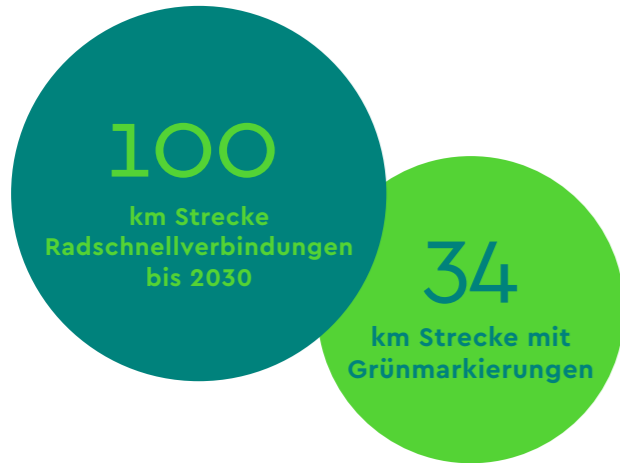 100
km Strecke
Radschnellverbindungen
bis 2030
34
km Strecke mit
Grünmarkierungen